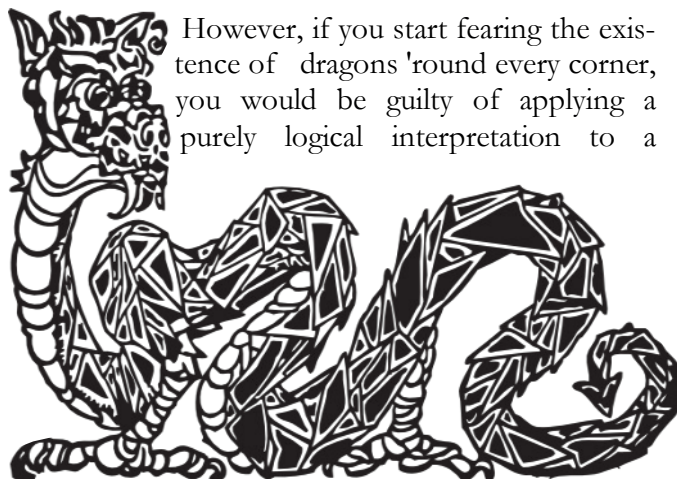 However, if you start fearing the exis-
tence of dragons 'round every corner,
you would be guilty of applying a
purely logical interpretation to a